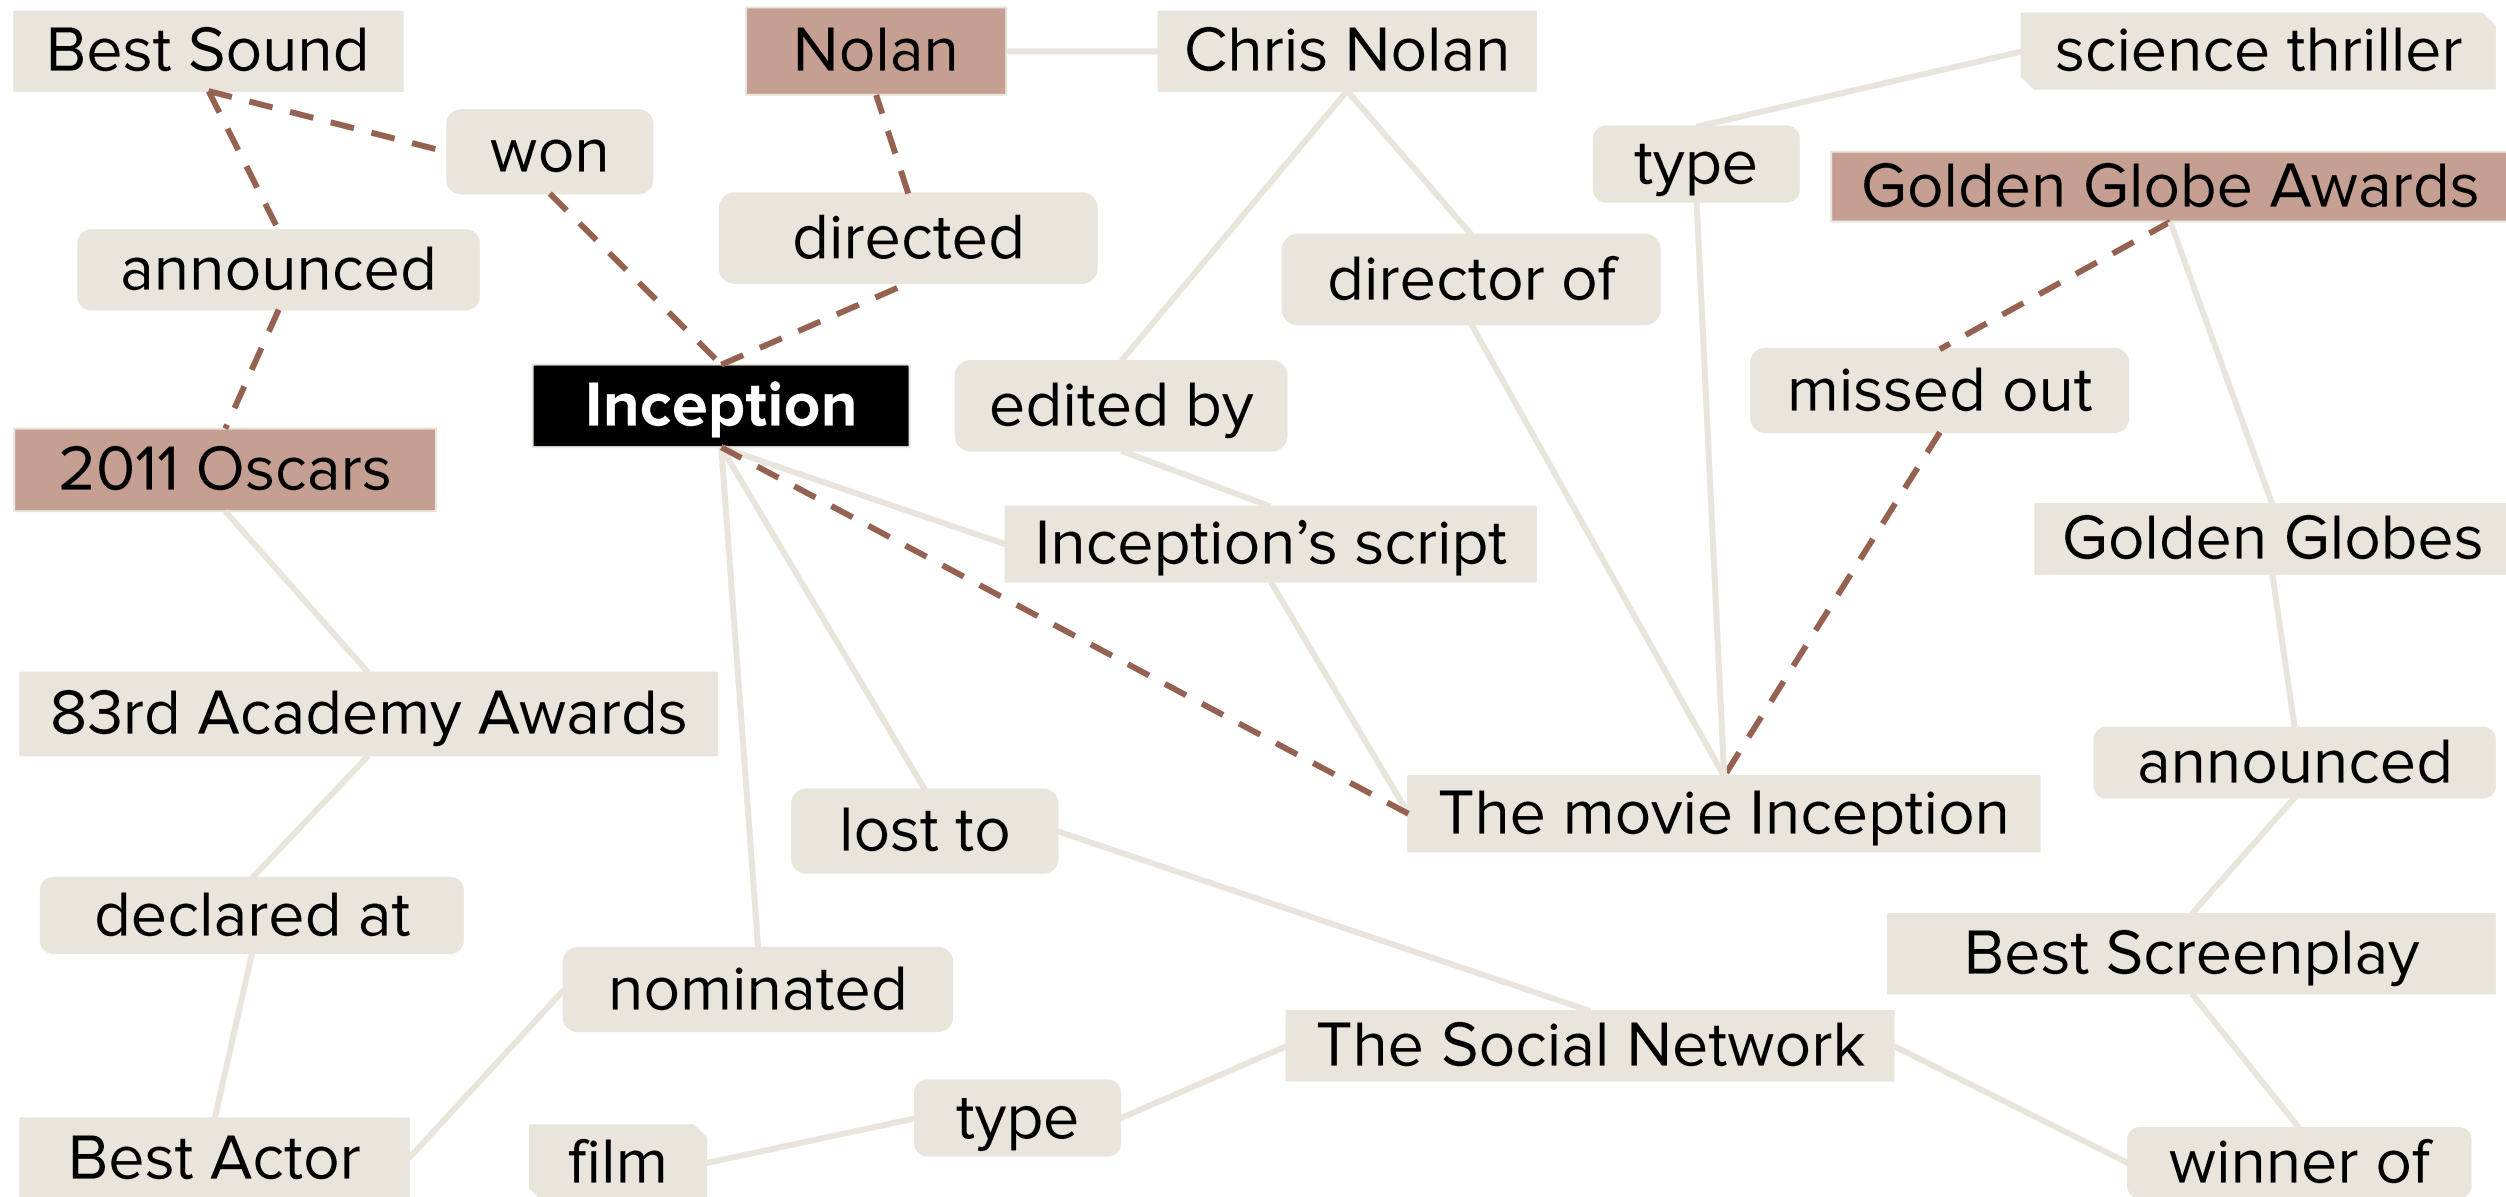 Best Sound
Nolan
Chris Nolan
science thriller
won
type
Golden Globe Awards
announced
directed
director of
Inception
edited by
missed out
2011 Oscars
Inception’s script
Golden Globes
83rd Academy Awards
announced
lost to
The movie Inception
declared at
nominated
Best Screenplay
The Social Network
type
Best Actor
film
winner of